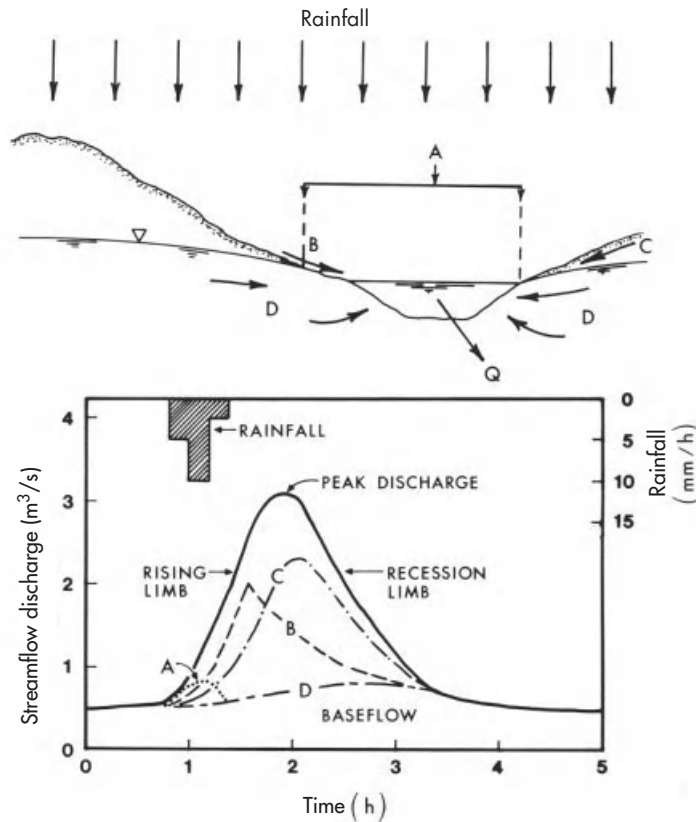 Rainfall
A
B
C
D
D
Q
4
3
2
1
0
Streamflow discharge (m³/s)
RAINFALL
PEAK DISCHARGE
RISING
LIMB
RECESSION
LIMB
A
C
B
D
BASEFLOW
0
5
10
15
Rainfall
(mm/h)
0 1 2 3 4 5
Time (h)